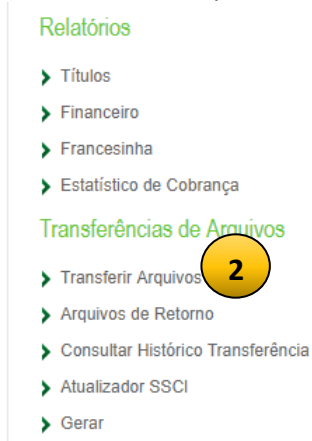 Relatórios
Títulos
Financeiro
Francesinha
Estatístico de Cobrança
Transferências de Arquivos
Transferir Arquivos
2
Arquivos de Retorno
Consultar Histórico Transferência
Atualizador SSCI
Gerar